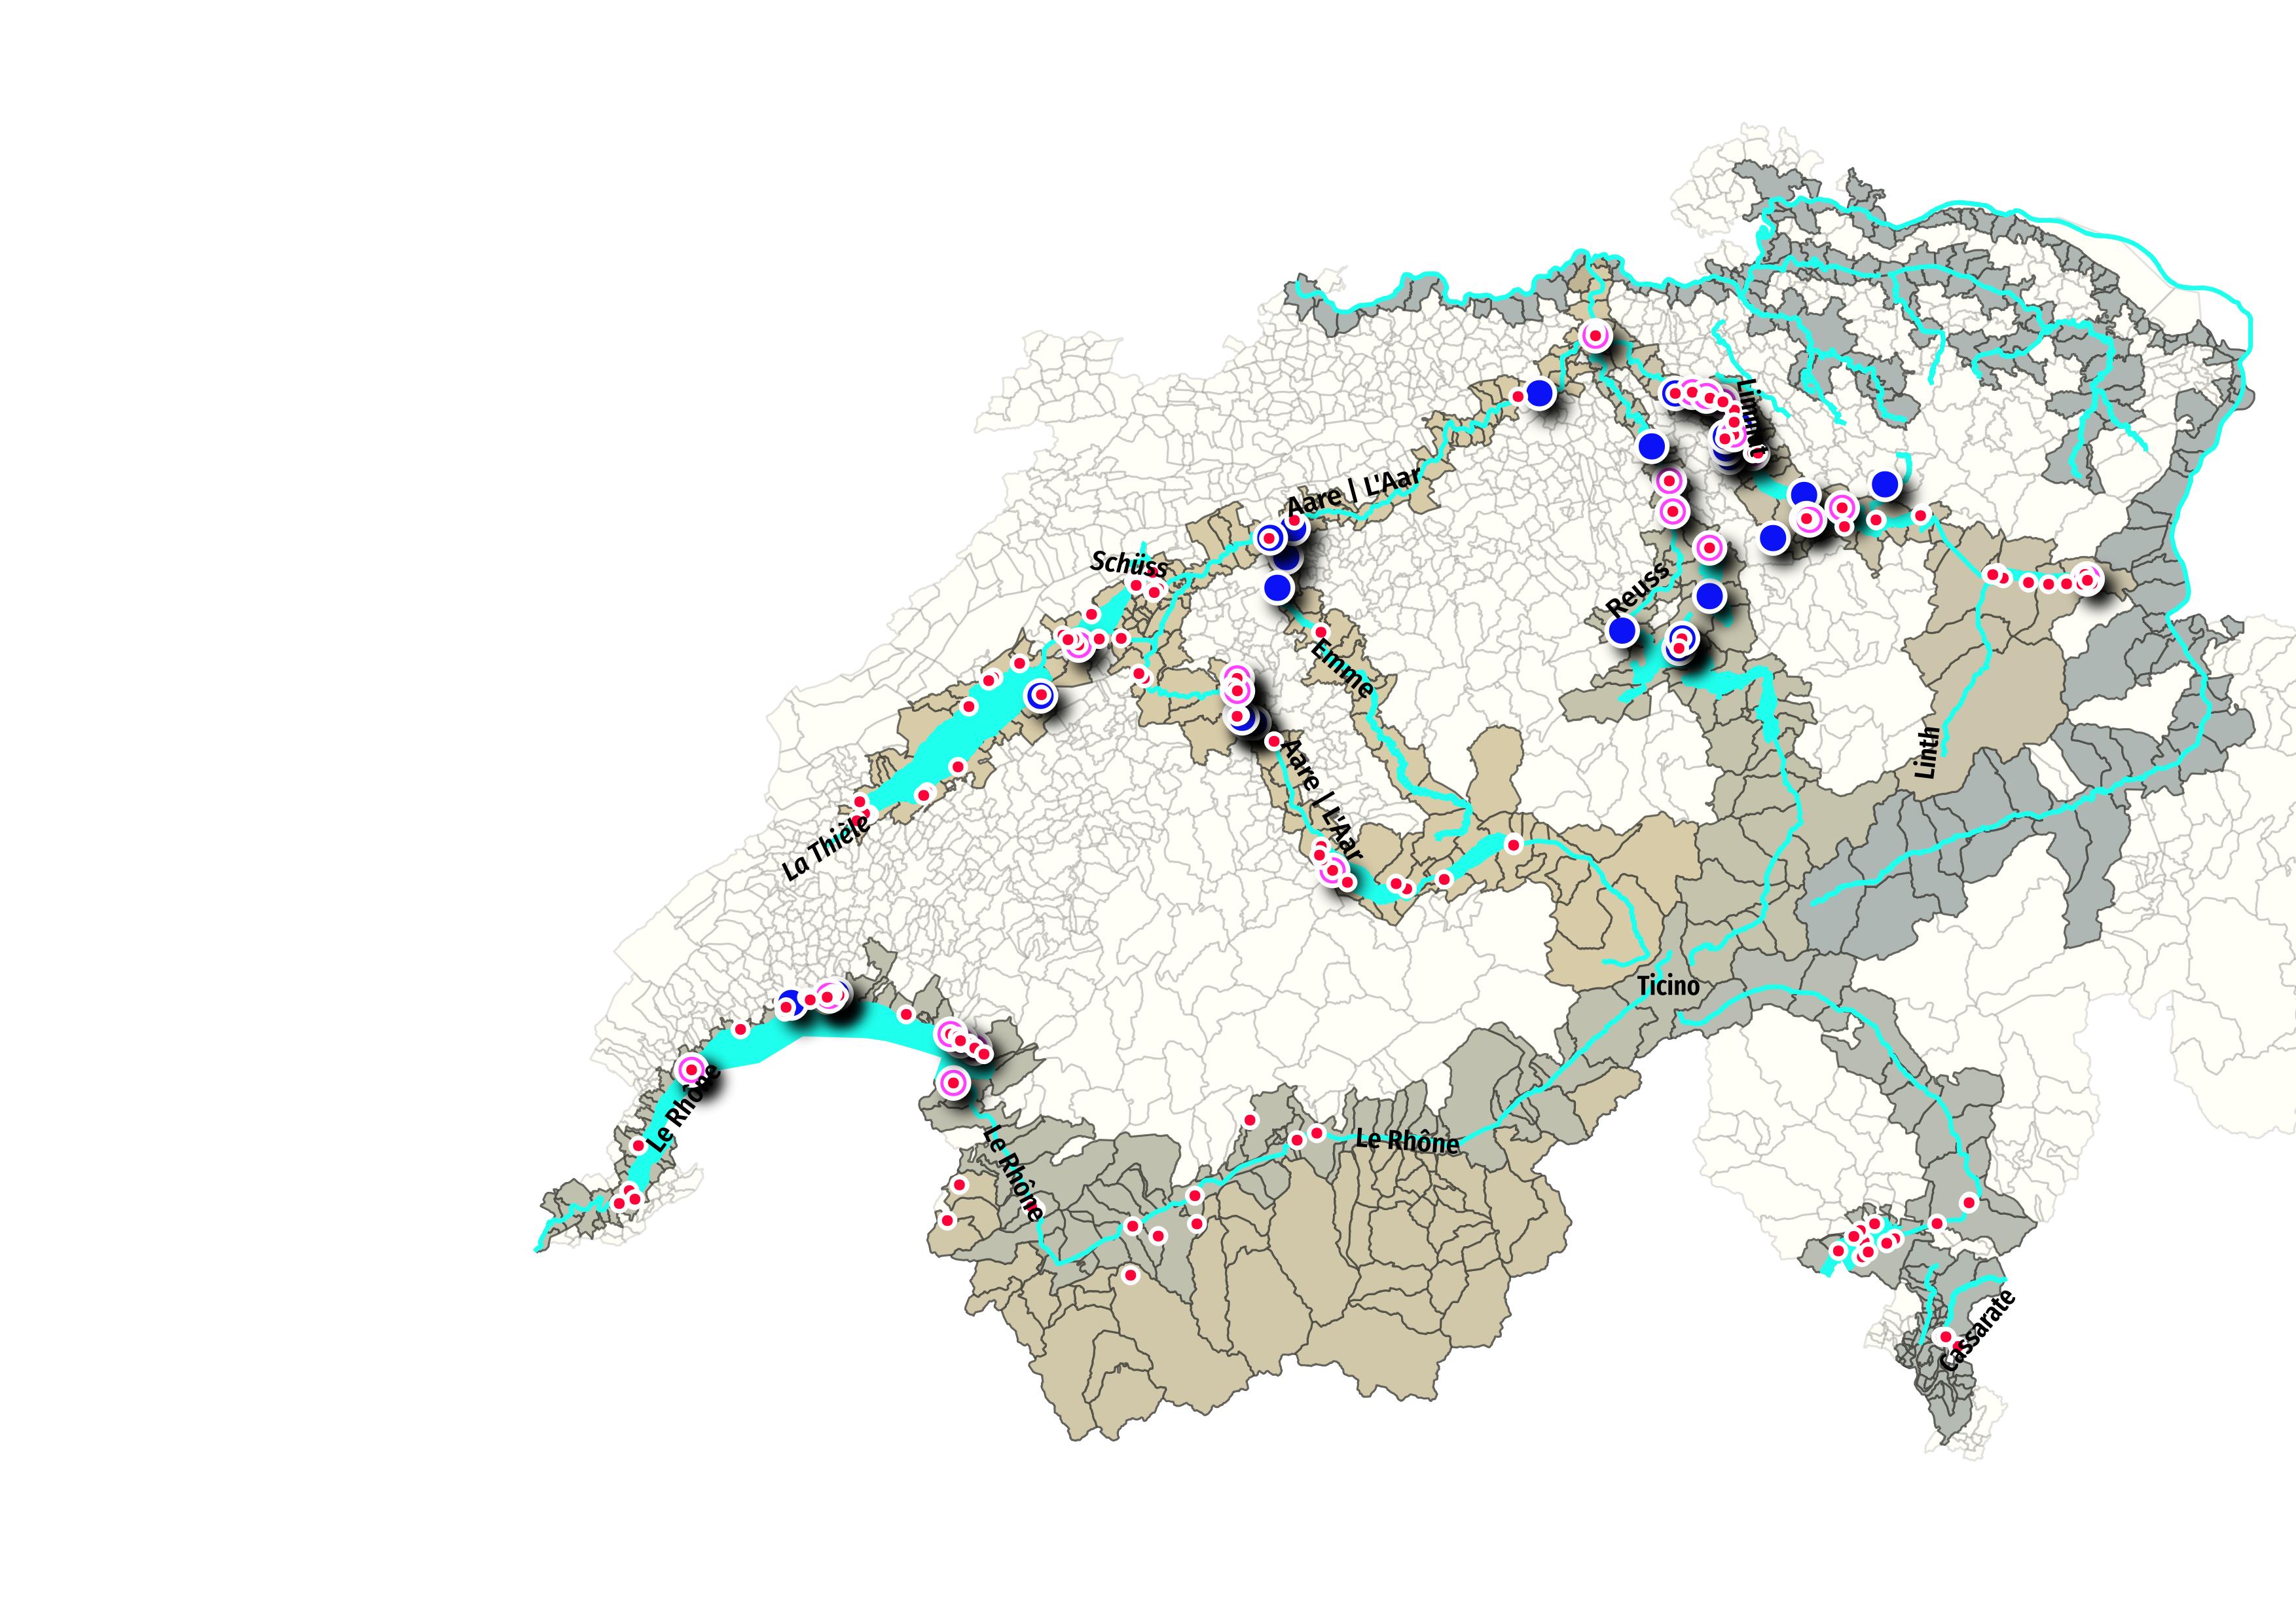 Limmat
Aare | L'Aar
Schüss
Reuss
Emme
Linth
Aare | L'Aar
La Thièle
Ticino
Le Rhône
Le Rhône
Le Rhône
Cassarate